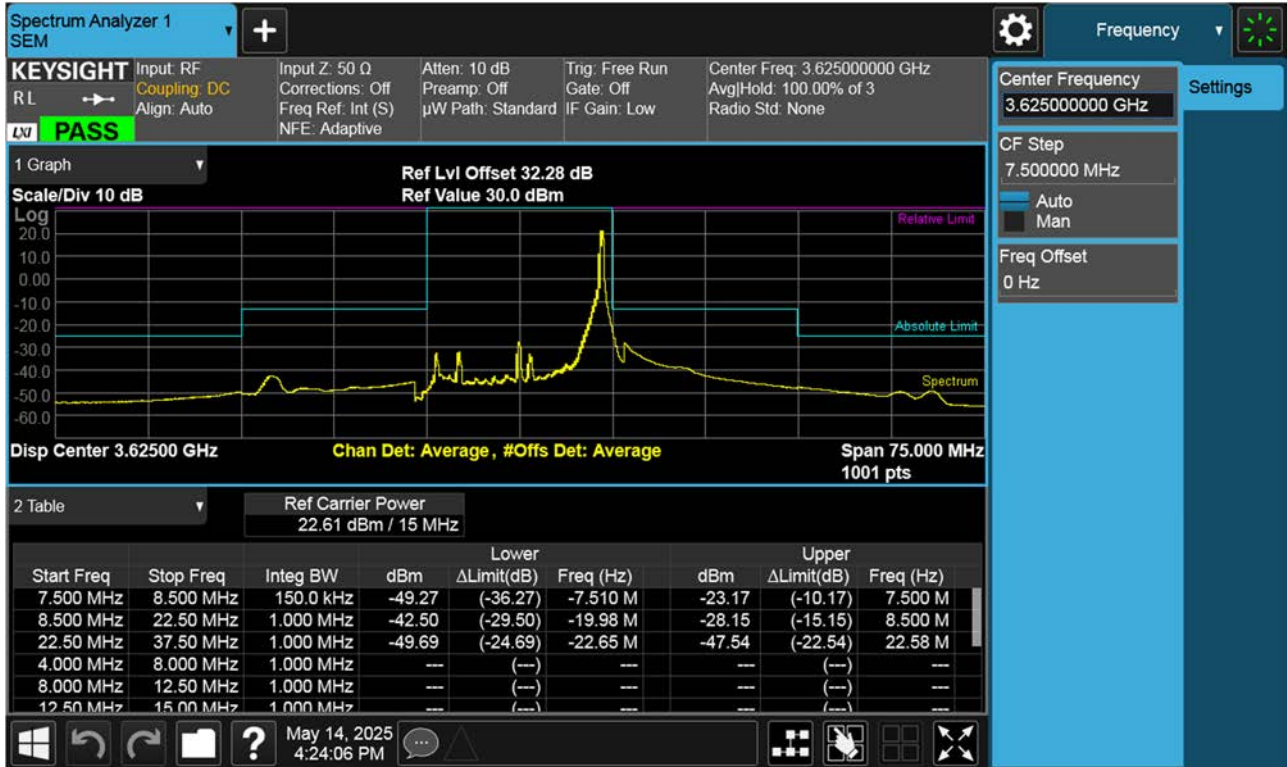 Spectrum Analyzer 1
SEM
Frequency
KEYSIGHT
RL
LXI
PASS
Input: RF
Coupling: DC
Align: Auto
Input Z: 50 Ω
Corrections: Off
Freq Ref: Int (S)
NFE: Adaptive
Atten: 10 dB
Preamp: Off
µW Path: Standard
Trig: Free Run
Gate: Off
IF Gain: Low
Center Freq: 3.625000000 GHz
Avg|Hold: 100.00% of 3
Radio Std: None
Center Frequency
3.625000000 GHz
Settings
CF Step
7.500000 MHz
Auto
Man
Freq Offset
0 Hz
1 Graph
Scale/Div 10 dB
Ref Lvl Offset 32.28 dB
Ref Value 30.0 dBm
Log
20.0
10.0
0.00
-10.0
-20.0
-30.0
-40.0
-50.0
-60.0
Relative Limit
Absolute Limit
Spectrum
Disp Center 3.62500 GHz
Chan Det: Average , #Offs Det: Average
Span 75.000 MHz
1001 pts
2 Table
Ref Carrier Power
22.61 dBm / 15 MHz
Lower Upper
Start Freq Stop Freq Integ BW dBm ΔLimit(dB) Freq (Hz) dBm ΔLimit(dB) Freq (Hz)
7.500 MHz 8.500 MHz 150.0 kHz -49.27 (-36.27) -7.510 M -23.17 (-10.17) 7.500 M
8.500 MHz 22.50 MHz 1.000 MHz -42.50 (-29.50) -19.98 M -28.15 (-15.15) 8.500 M
22.50 MHz 37.50 MHz 1.000 MHz -49.69 (-24.69) -22.65 M -47.54 (-22.54) 22.58 M
4.000 MHz 8.000 MHz 1.000 MHz --- (---) --- --- (---) ---
8.000 MHz 12.50 MHz 1.000 MHz --- (---) --- --- (---) ---
12.50 MHz 15.00 MHz 1.000 MHz --- (---) --- --- (---) ---
May 14, 2025
4:24:06 PM